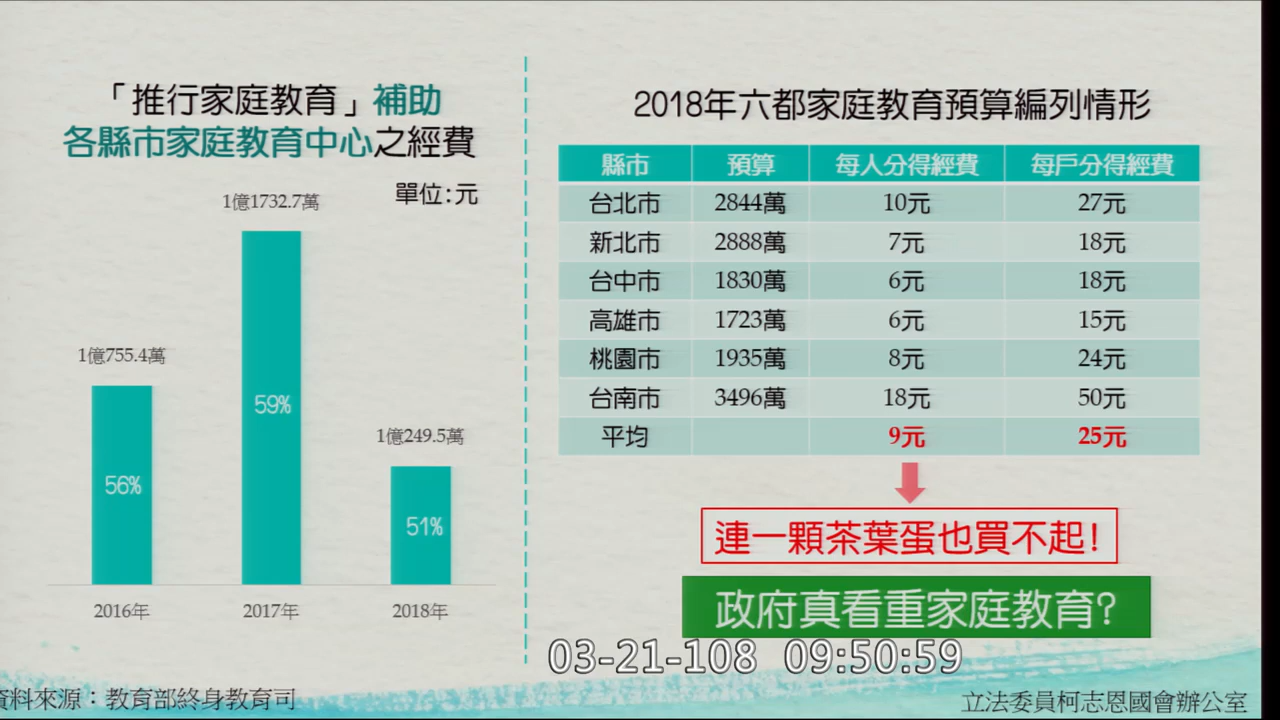 「推行家庭教育」補助
各縣市家庭教育中心之經費
單位:元
1億1732.7萬
1億755.4萬
1億249.5萬
56%
59%
51%
2016年
2017年
2018年
2018年六都家庭教育預算編列情形
縣市 預算 每人分得經費 每戶分得經費
台北市 2844萬 10元 27元
新北市 2888萬 7元 18元
台中市 1830萬 6元 18元
高雄市 1723萬 6元 15元
桃園市 1935萬 8元 24元
台南市 3496萬 18元 50元
平均 9元 25元
連一顆茶葉蛋也買不起!
政府真看重家庭教育?
03-21-108 09:50:59
資料來源：教育部終身教育司
立法委員柯志恩國會辦公室